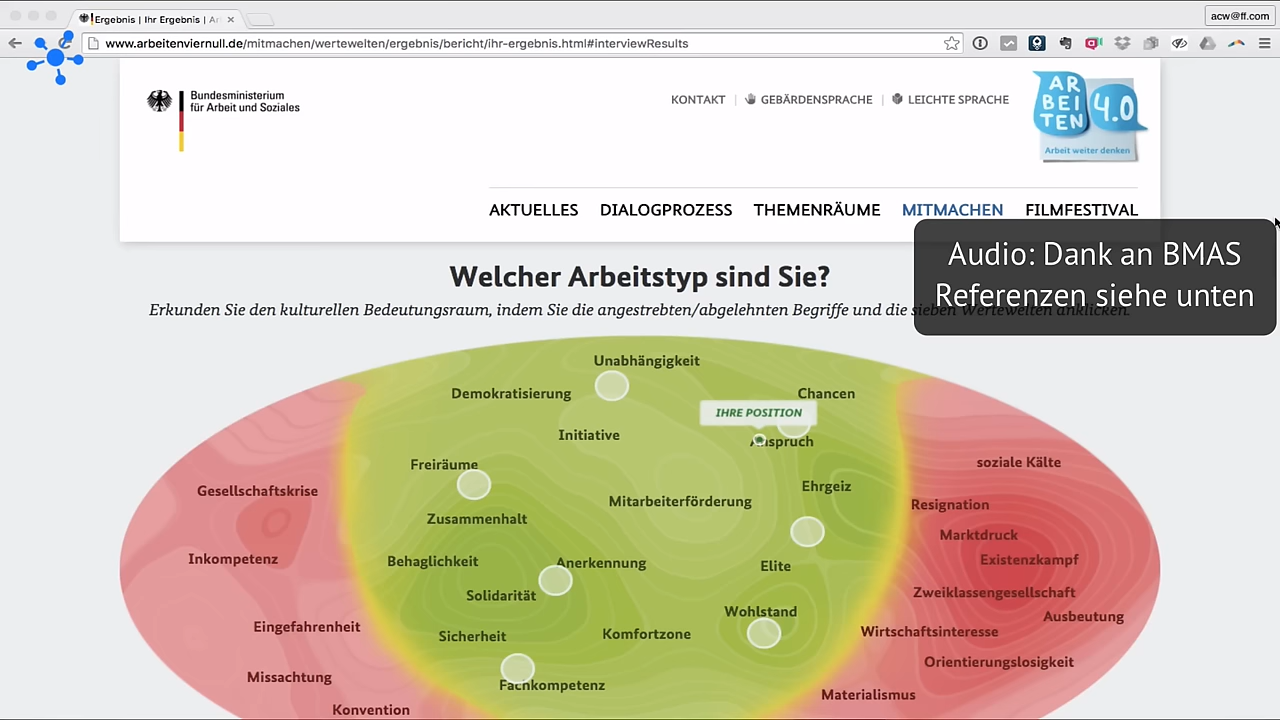 Ergebnis | Ihr Ergebnis | Ar
acw@ff.com
www.arbeitenviernull.de/mitmachen/wertewelten/ergebnis/bericht/ihr-ergebnis.html#interviewResults
Bundesministerium
für Arbeit und Soziales
KONTAKT | GEBÄRDENSPRACHE | LEICHTE SPRACHE
AR
BEI
TEN
4.0
Arbeit weiter denken
AKTUELLES DIALOGPROZESS THEMENRÄUME MITMACHEN FILMFESTIVAL
Audio: Dank an BMAS
Referenzen siehe unten
Welcher Arbeitstyp sind Sie?
Erkunden Sie den kulturellen Bedeutungsraum, indem Sie die angestrebten/abgelehnten Begriffe und die sieben Wertewelten anklicken.
Unabhängigkeit
Demokratisierung
Chancen
IHRE POSITION
Initiative
Anspruch
Freiräume
soziale Kälte
Gesellschaftskrise
Ehrgeiz
Mitarbeiterförderung
Resignation
Zusammenhalt
Marktdruck
Inkompetenz
Behaglichkeit
Anerkennung
Elite
Existenzkampf
Solidarität
Zweiklassengesellschaft
Wohlstand
Ausbeutung
Eingefahrenheit
Sicherheit
Komfortzone
Wirtschaftsinteresse
Orientierungslosigkeit
Missachtung
Fachkompetenz
Materialismus
Konvention